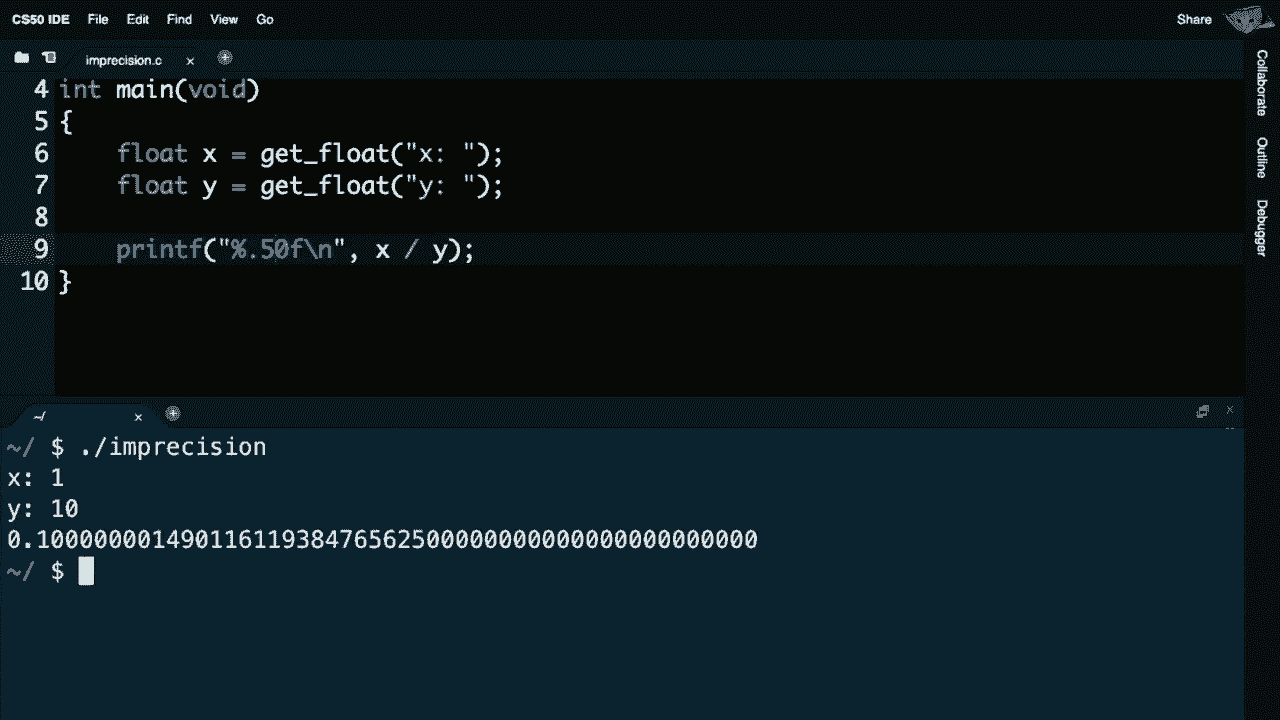 CS50 IDE File Edit Find View Go Share
imprecision.c ×
4 int main(void)
5 {
6     float x = get_float("x: ");
7     float y = get_float("y: ");
8
9     printf("%.50f\n", x / y);
10 }
Collaborate
Outline
Debugger
~/ ×
~/ $ ./imprecision
x: 1
y: 10
0.10000000149011611938476562500000000000000000000000
~/ $